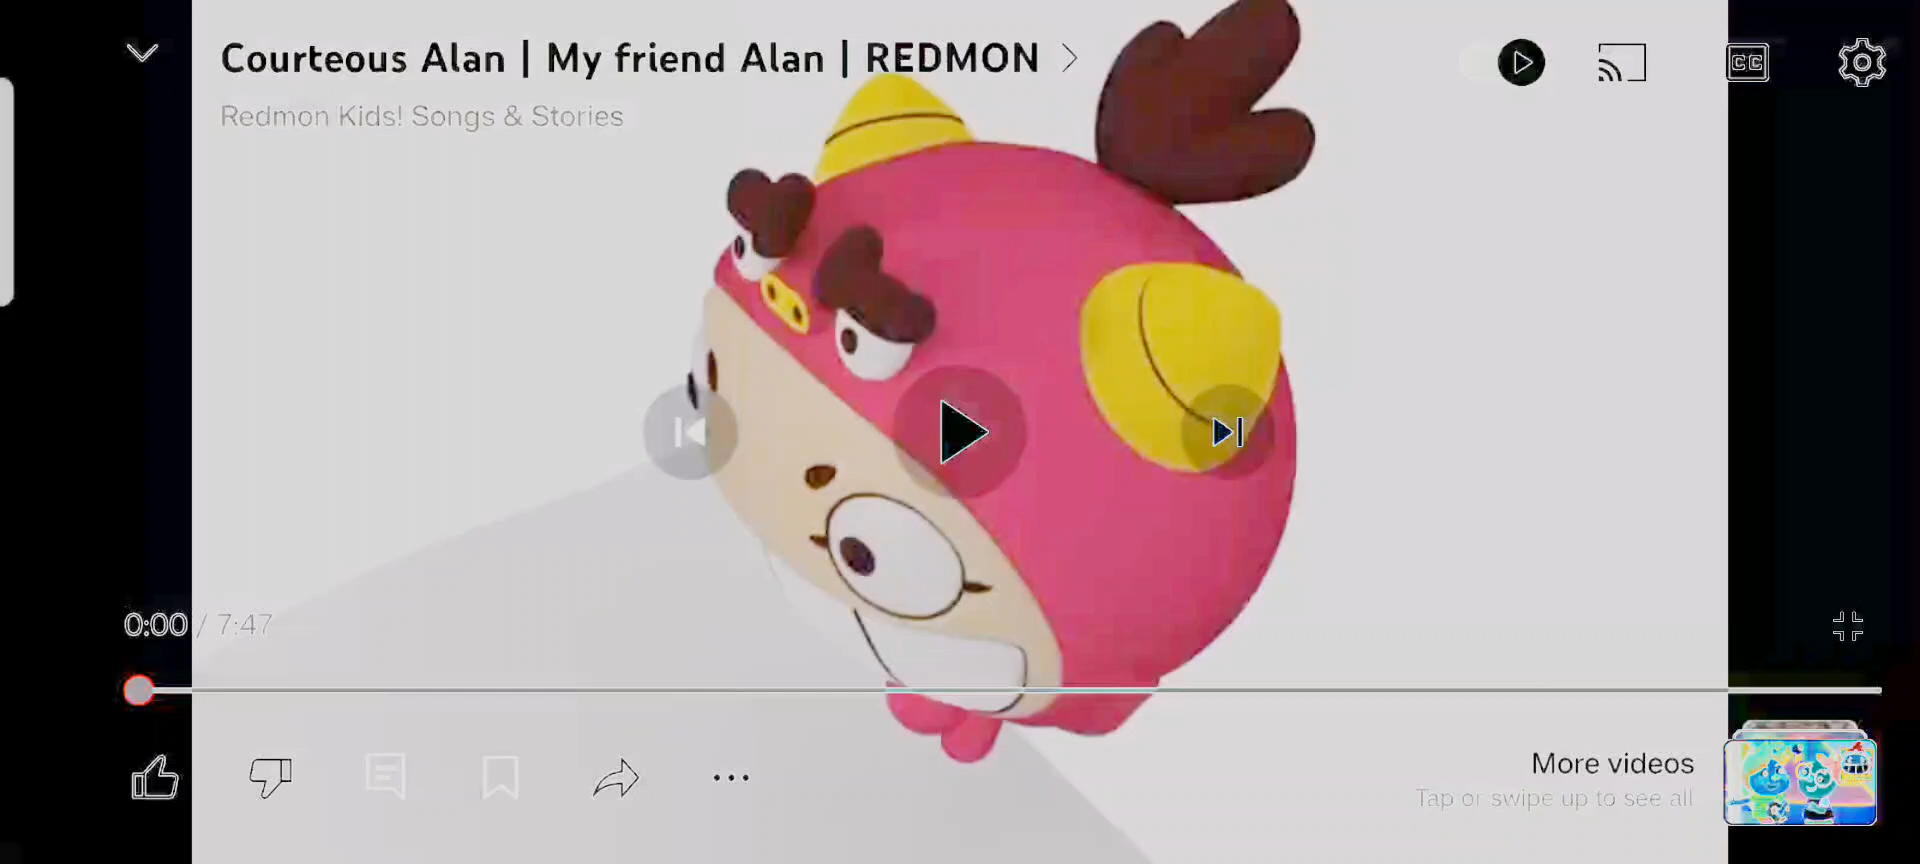 Courteous Alan | My friend Alan | REDMON
Redmon Kids! Songs & Stories
CC
0:00 / 7:47
More videos
Tap or swipe up to see all